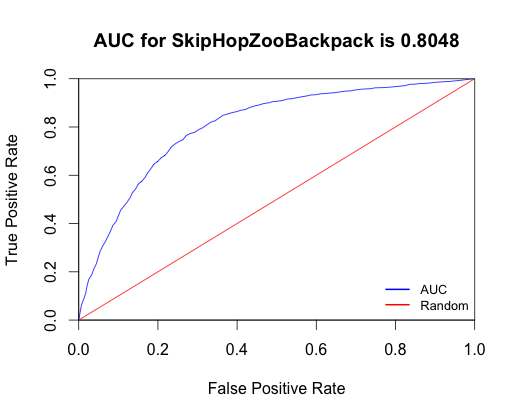 AUC for SkipHopZooBackpack is 0.8048
True Positive Rate
1.0
0.8
0.6
0.4
0.2
0.0
AUC
Random
0.0 0.2 0.4 0.6 0.8 1.0
False Positive Rate